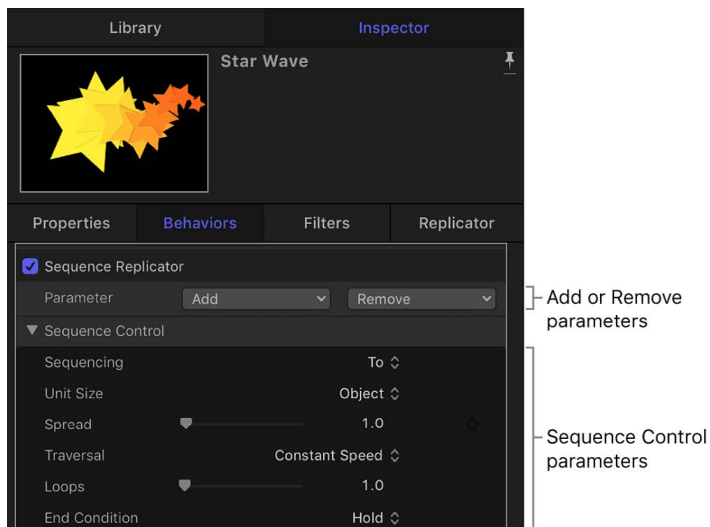 Library Inspector
Star Wave
Properties Behaviors Filters Replicator
Sequence Replicator
Parameter Add Remove
Add or Remove
parameters
Sequence Control
Sequencing To
Unit Size Object
Spread 1.0
Traversal Constant Speed
Loops 1.0
End Condition Hold
Sequence Control
parameters